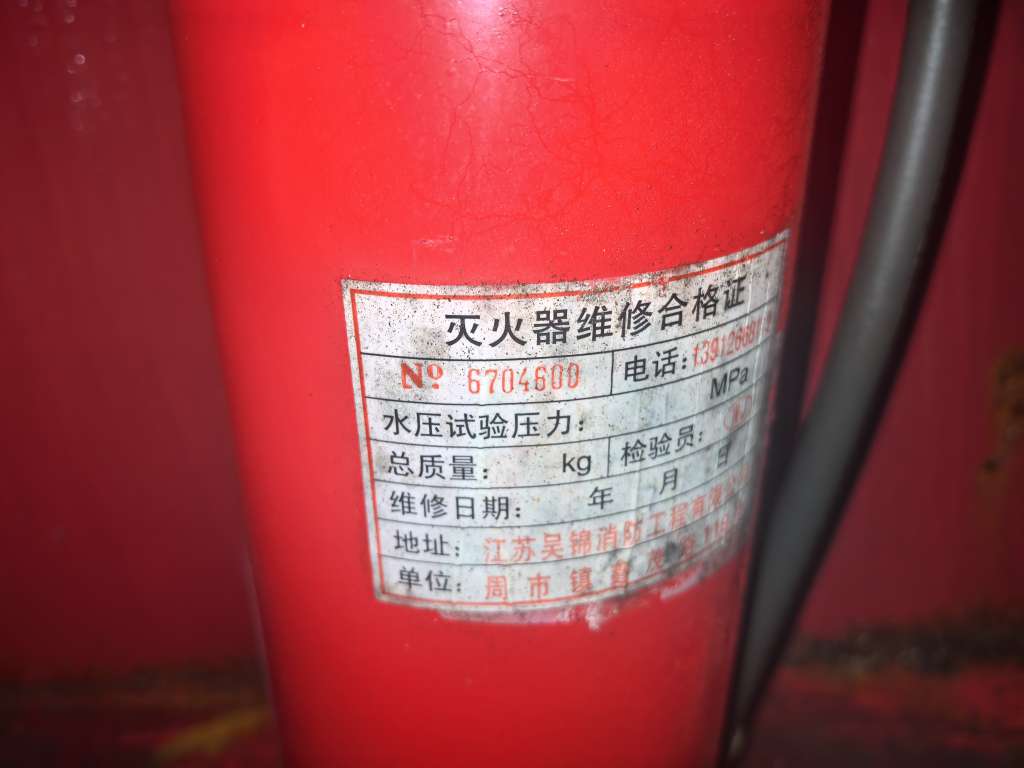 灭火器维修合格证
Nº 6704600 电话:
水压试验压力: MPa
总质量: kg 检验员:
维修日期: 年 月 日
地址: 江苏吴锦消防工程有限公
单位: 周市镇